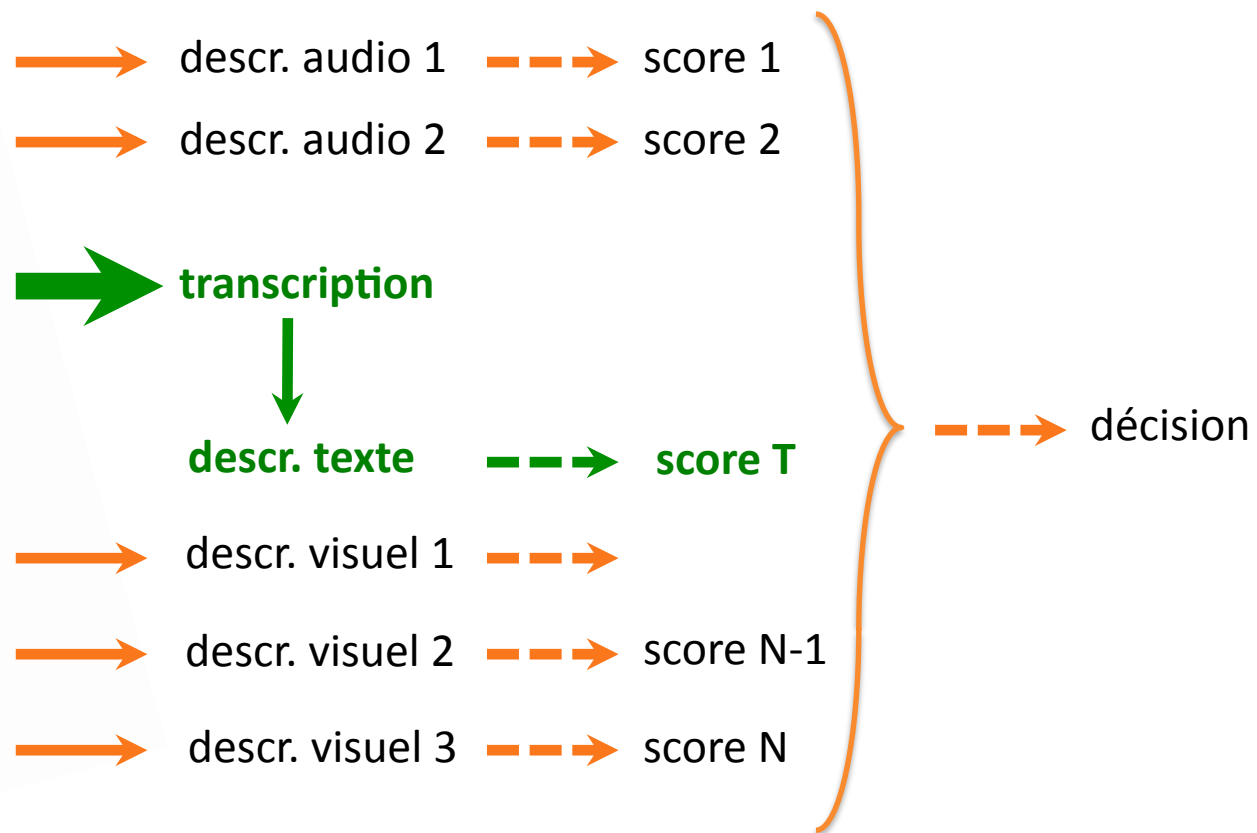 descr. audio 1 score 1
descr. audio 2 score 2
transcription
descr. texte score T
décision
descr. visuel 1
descr. visuel 2 score N-1
descr. visuel 3 score N